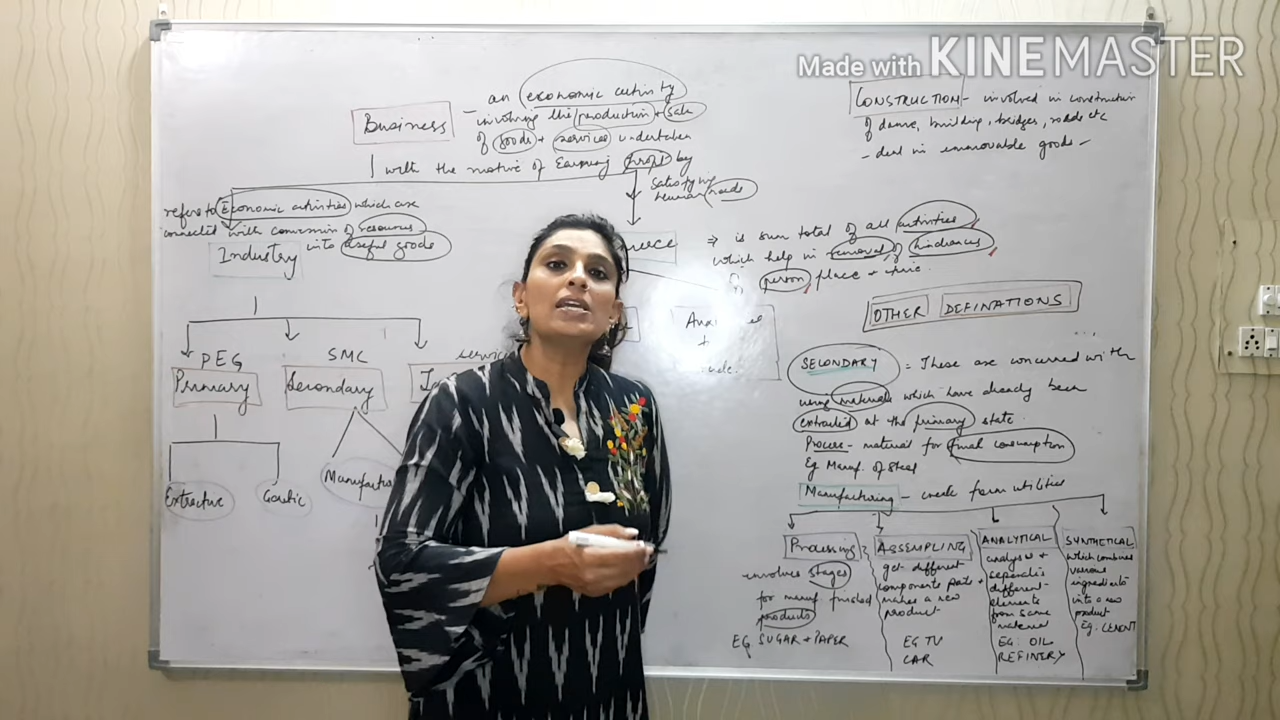 Made with KINEMASTER
Business
- an economic activity
involving the production + sale
of goods + services undertaken
with the motive of Earning profit by
satisfying
human needs
refers to Economic activities which are
connected with conversion of resources
into useful goods
Industry
PEG
Primary
SMC
Secondary
service
Extractive
Genetic
Manufactu
CONSTRUCTION - involved in construction
of dams, building, bridges, roads etc
- deal in immovable goods -
⇒ is sum total of all activities
which help in removal of hindrances
of person, place + time.
OTHER DEFINATIONS
SECONDARY = These are concerned with
using materials which have already been
extracted at the primary state.
Process - material for final consumption
Eg Manuf. of Steel
Manufacturing - create form utilities
Processing
involves stages
for manuf finished
products
EG SUGAR + PAPER
ASSEMBLING
get different
components parts +
makes a new
product
EG TV
CAR
ANALYTICAL
analysis +
separates
different
elements
from same
material
EG: OIL
REFINERY
SYNTHETICAL
which combines
various
ingredients
into a new
product
Eg. CEMENT